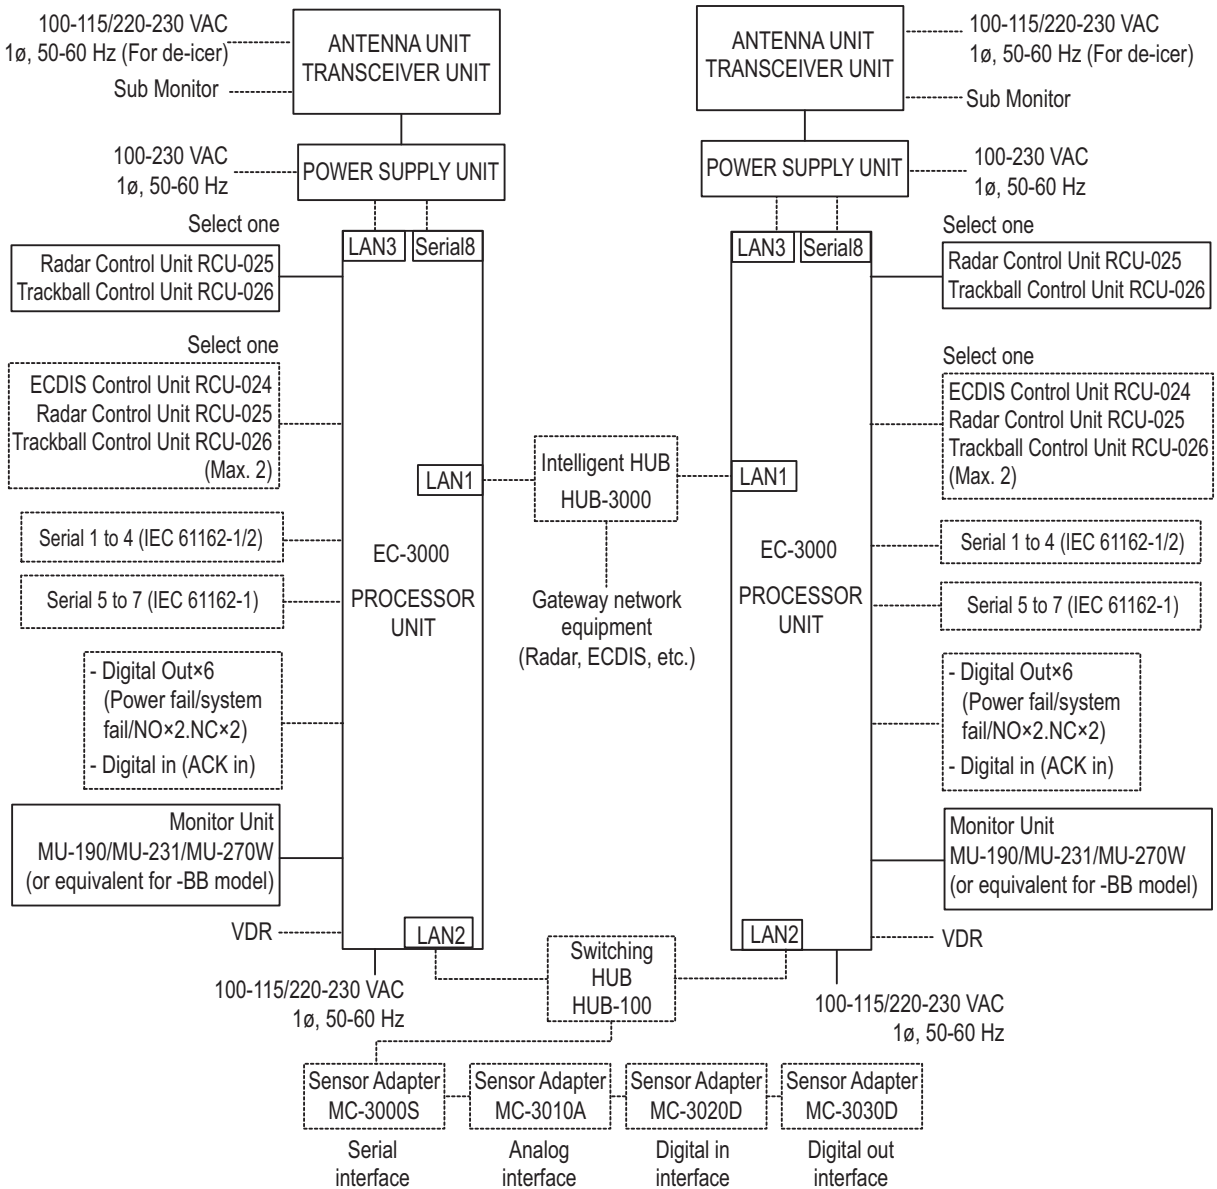 100-115/220-230 VAC
1ø, 50-60 Hz (For de-icer)
Sub Monitor
ANTENNA UNIT
TRANSCEIVER UNIT
100-230 VAC
1ø, 50-60 Hz
POWER SUPPLY UNIT
LAN3
Serial8
Select one
Radar Control Unit RCU-025
Trackball Control Unit RCU-026
Select one
ECDIS Control Unit RCU-024
Radar Control Unit RCU-025
Trackball Control Unit RCU-026
(Max. 2)
LAN1
Serial 1 to 4 (IEC 61162-1/2)
Serial 5 to 7 (IEC 61162-1)
EC-3000
PROCESSOR
UNIT
- Digital Out×6
(Power fail/system
fail/NO×2.NC×2)
- Digital in (ACK in)
Monitor Unit
MU-190/MU-231/MU-270W
(or equivalent for -BB model)
VDR
LAN2
100-115/220-230 VAC
1ø, 50-60 Hz
Intelligent HUB
HUB-3000
Gateway network
equipment
(Radar, ECDIS, etc.)
ANTENNA UNIT
TRANSCEIVER UNIT
100-115/220-230 VAC
1ø, 50-60 Hz (For de-icer)
Sub Monitor
POWER SUPPLY UNIT
100-230 VAC
1ø, 50-60 Hz
LAN3
Serial8
Select one
Radar Control Unit RCU-025
Trackball Control Unit RCU-026
Select one
ECDIS Control Unit RCU-024
Radar Control Unit RCU-025
Trackball Control Unit RCU-026
(Max. 2)
LAN1
EC-3000
PROCESSOR
UNIT
Serial 1 to 4 (IEC 61162-1/2)
Serial 5 to 7 (IEC 61162-1)
- Digital Out×6
(Power fail/system
fail/NO×2.NC×2)
- Digital in (ACK in)
Monitor Unit
MU-190/MU-231/MU-270W
(or equivalent for -BB model)
LAN2
VDR
100-115/220-230 VAC
1ø, 50-60 Hz
Switching
HUB
HUB-100
Sensor Adapter
MC-3000S
Serial
interface
Sensor Adapter
MC-3010A
Analog
interface
Sensor Adapter
MC-3020D
Digital in
interface
Sensor Adapter
MC-3030D
Digital out
interface